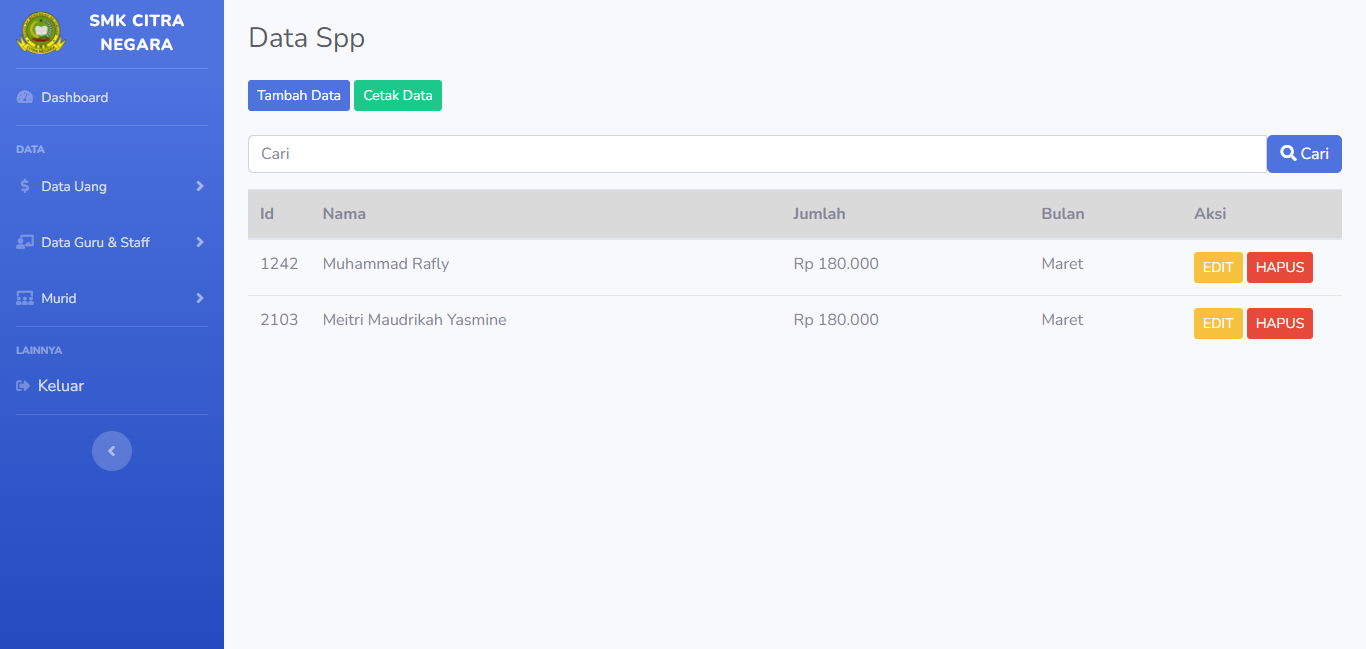 SMK CITRA
NEGARA
Dashboard
DATA
Data Uang
Data Guru & Staff
Murid
LAINNYA
Keluar
Data Spp
Tambah Data Cetak Data
Cari Cari
Id Nama Jumlah Bulan Aksi
1242 Muhammad Rafly Rp 180.000 Maret EDIT HAPUS
2103 Meitri Maudrikah Yasmine Rp 180.000 Maret EDIT HAPUS